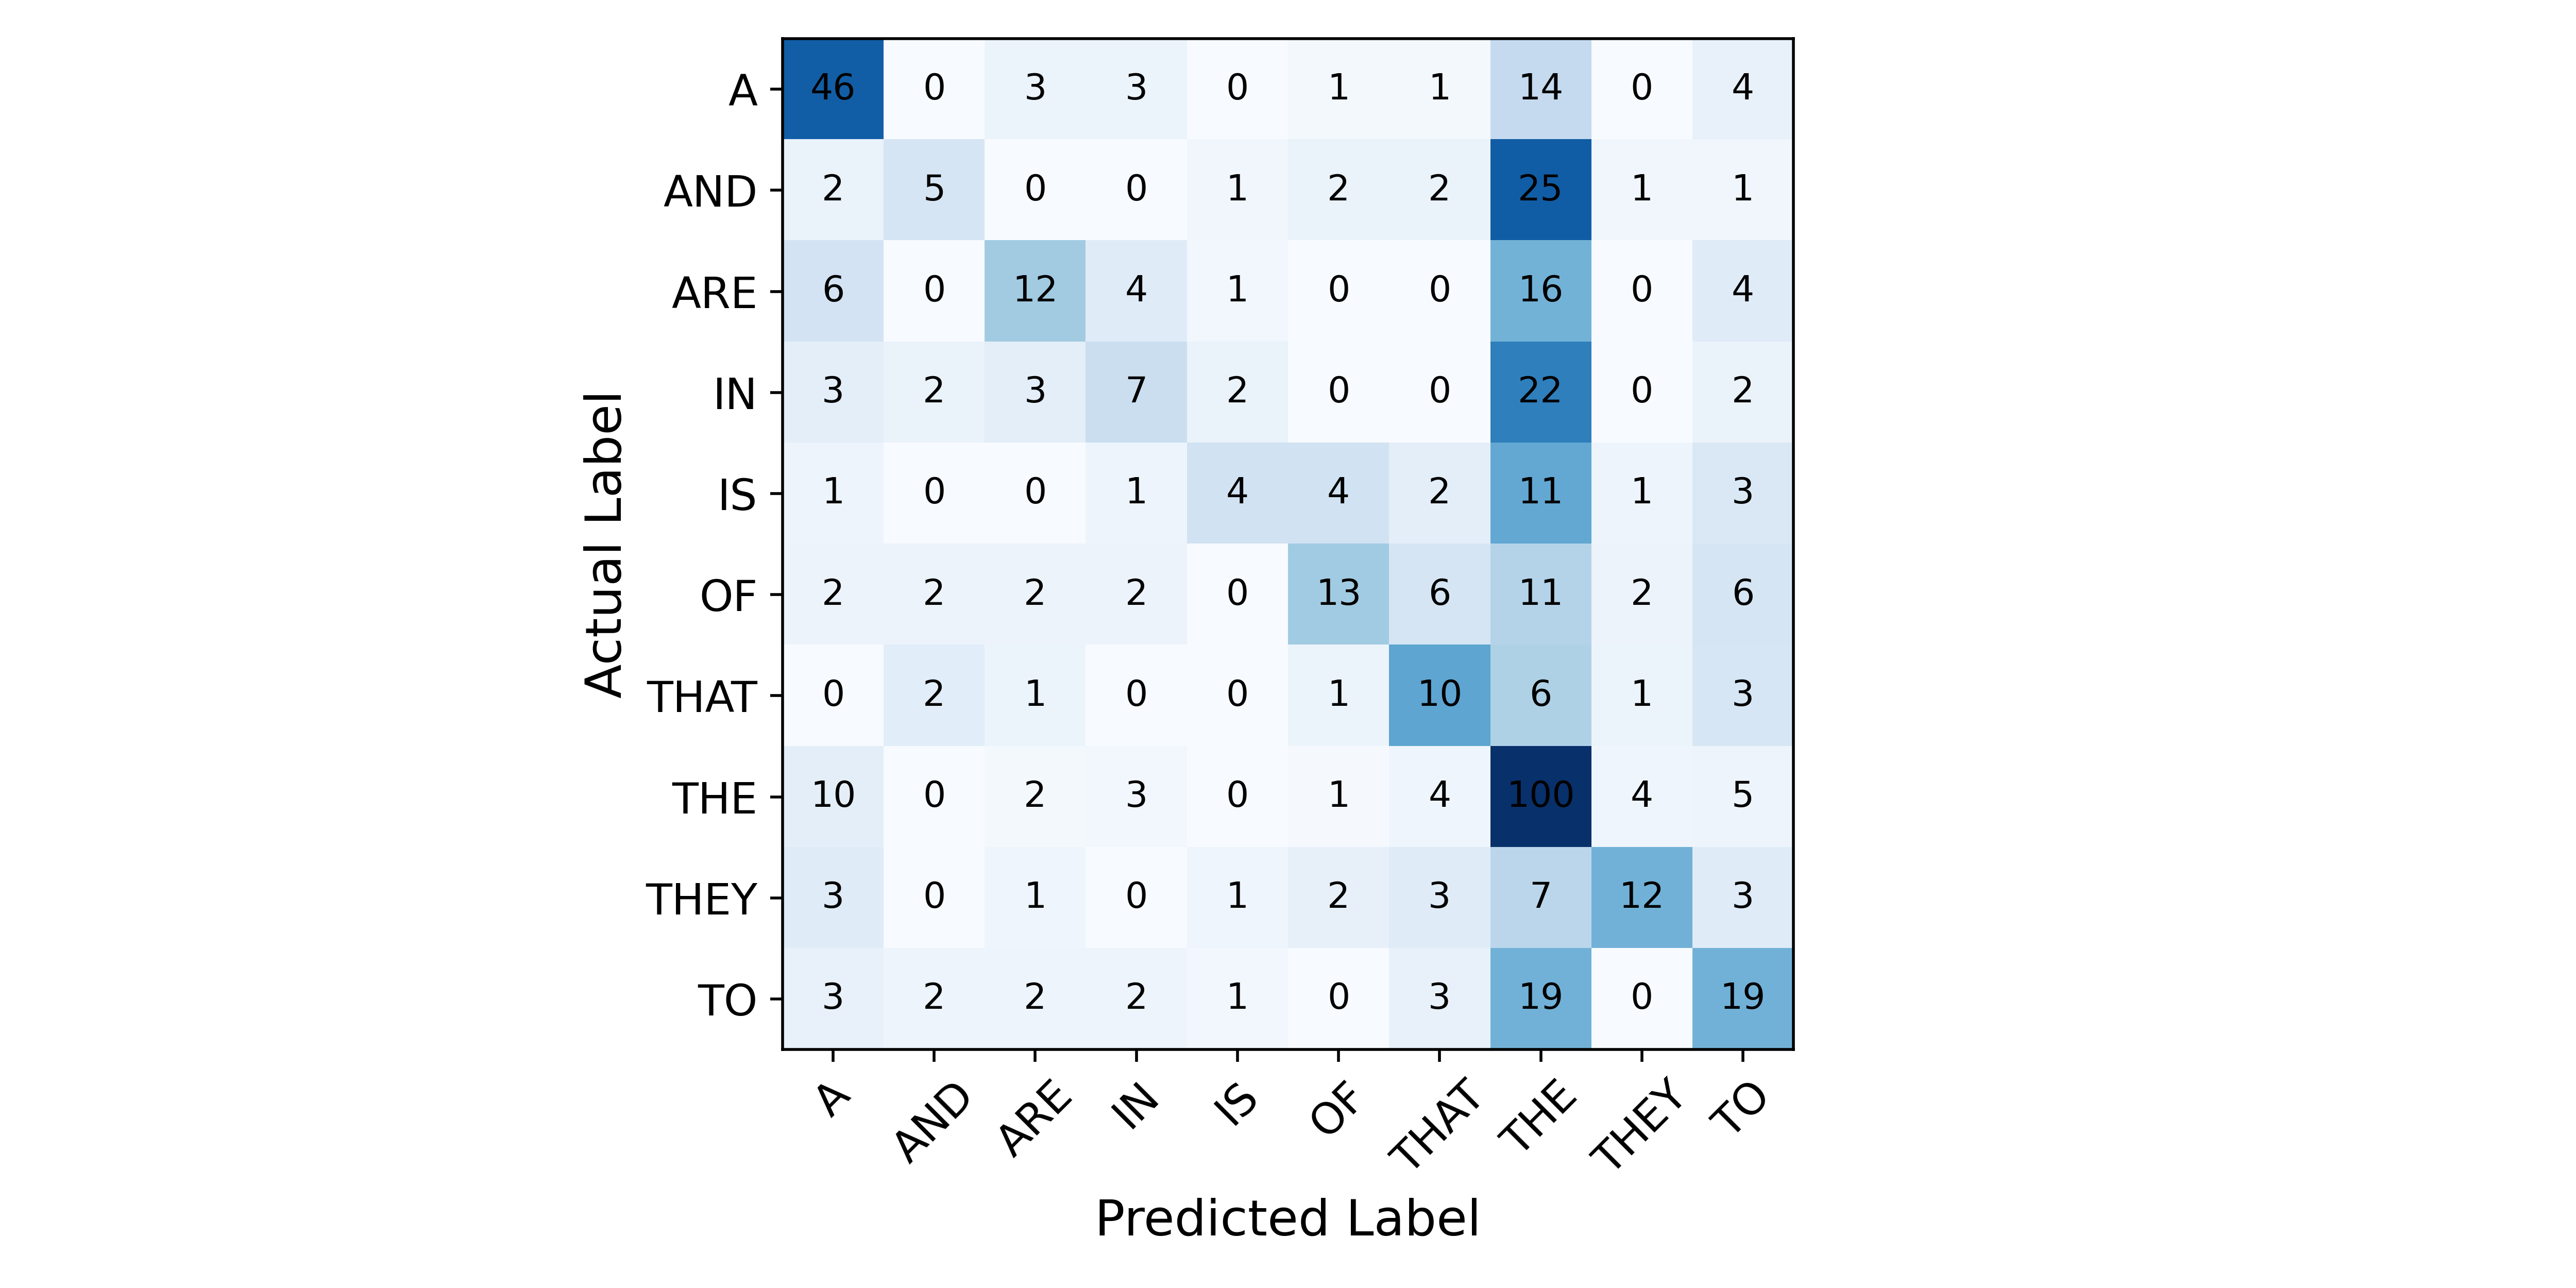 A 46 0 3 3 0 1 1 14 0 4
AND 2 5 0 0 1 2 2 25 1 1
ARE 6 0 12 4 1 0 0 16 0 4
IN 3 2 3 7 2 0 0 22 0 2
IS 1 0 0 1 4 4 2 11 1 3
OF 2 2 2 2 0 13 6 11 2 6
THAT 0 2 1 0 0 1 10 6 1 3
THE 10 0 2 3 0 1 4 100 4 5
THEY 3 0 1 0 1 2 3 7 12 3
TO 3 2 2 2 1 0 3 19 0 19
Actual Label
A AND ARE IN IS OF THAT THE THEY TO
Predicted Label